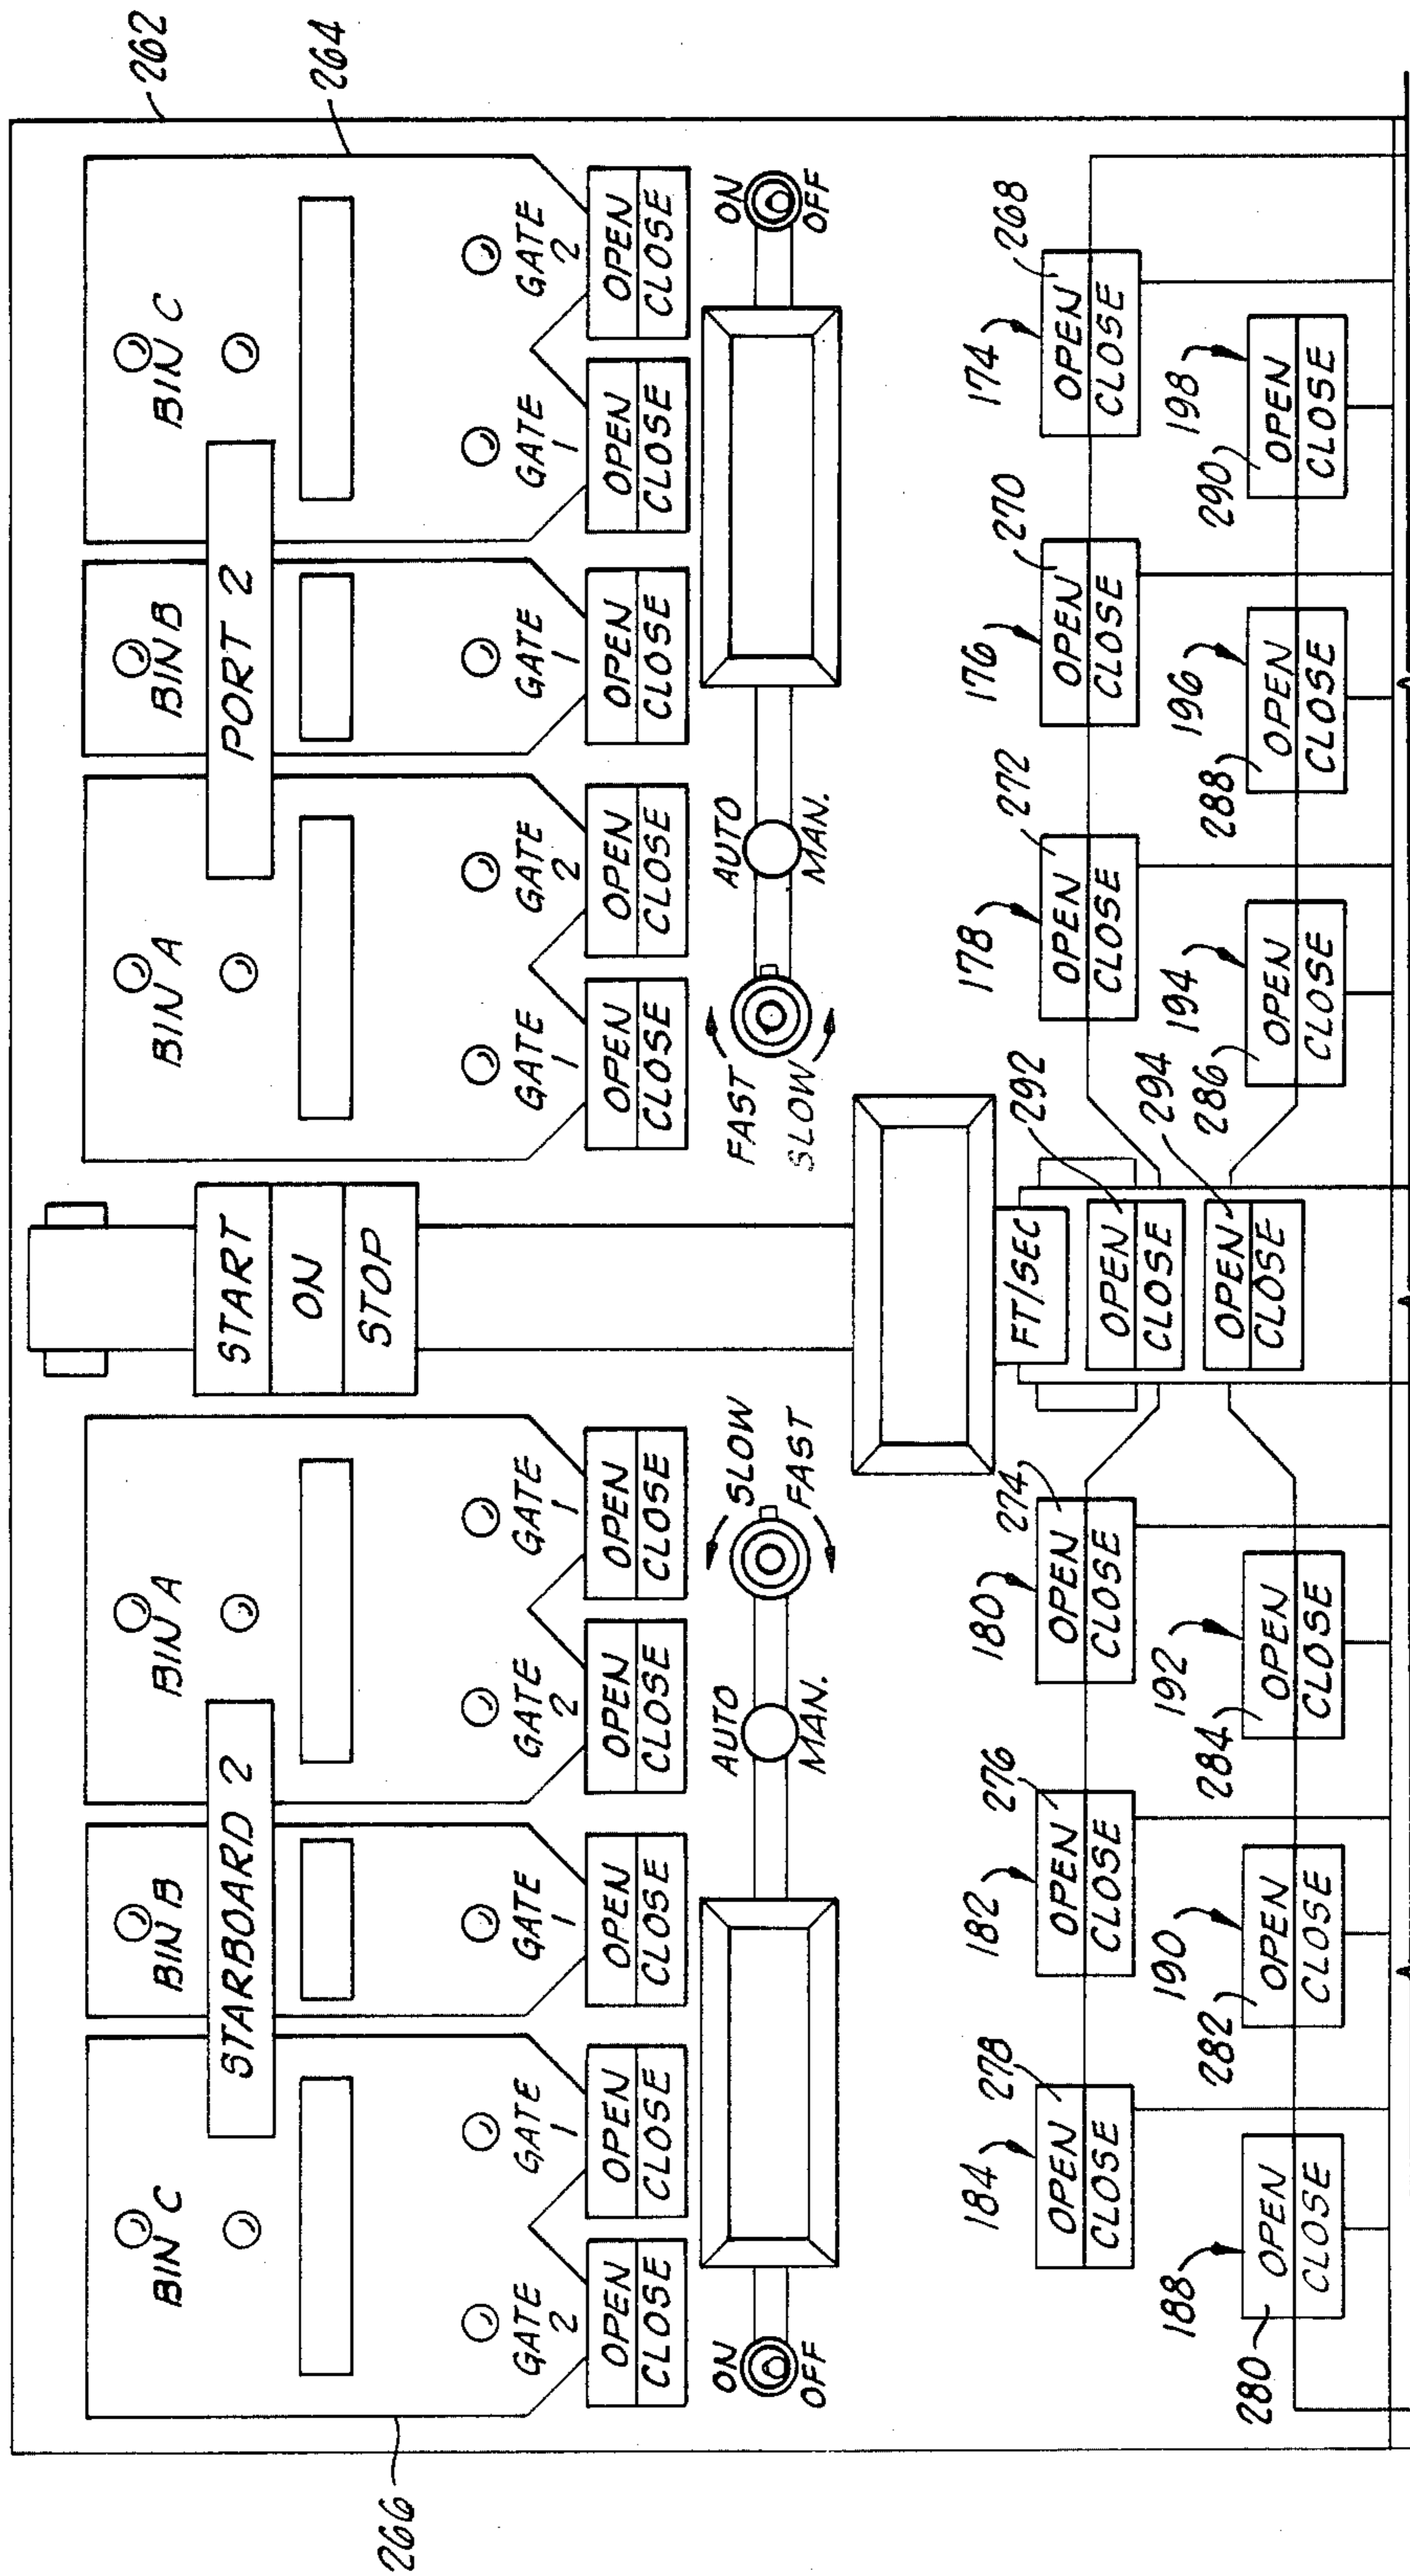 262
264
266
BIN C
BIN B
BIN A
BIN A
BIN B
BIN C
STARBOARD 2
PORT 2
START
ON
STOP
GATE
2
GATE
1
GATE
1
GATE
2
GATE
1
GATE
1
GATE
2
GATE
1
GATE
1
GATE
2
OPEN
CLOSE
OPEN
CLOSE
OPEN
CLOSE
OPEN
CLOSE
OPEN
CLOSE
OPEN
CLOSE
OPEN
CLOSE
OPEN
CLOSE
OPEN
CLOSE
OPEN
CLOSE
ON
OFF
AUTO
MAN.
SLOW
FAST
FAST
SLOW
AUTO
MAN.
ON
OFF
FT/SEC
184
278
182
276
180
274
292
178
272
176
270
174
268
OPEN
CLOSE
OPEN
CLOSE
OPEN
CLOSE
OPEN
CLOSE
OPEN
CLOSE
OPEN
CLOSE
OPEN
CLOSE
280
188
282
190
284
192
294
286
194
288
196
290
198
OPEN
CLOSE
OPEN
CLOSE
OPEN
CLOSE
OPEN
CLOSE
OPEN
CLOSE
OPEN
CLOSE
OPEN
CLOSE